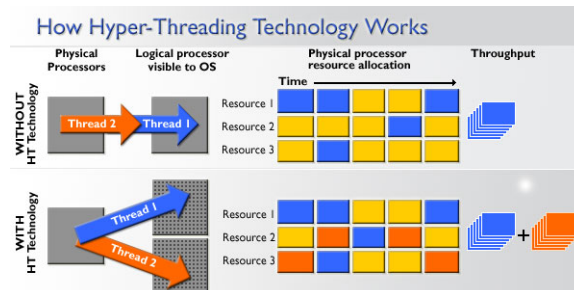 How Hyper-Threading Technology Works
Physical
Processors
Logical processor
visible to OS
Physical processor
resource allocation
Throughput
Time
WITHOUT
HT Technology
Thread 2
Thread 1
Resource 1
Resource 2
Resource 3
WITH
HT Technology
Thread 1
Thread 2
Resource 1
Resource 2
Resource 3
+